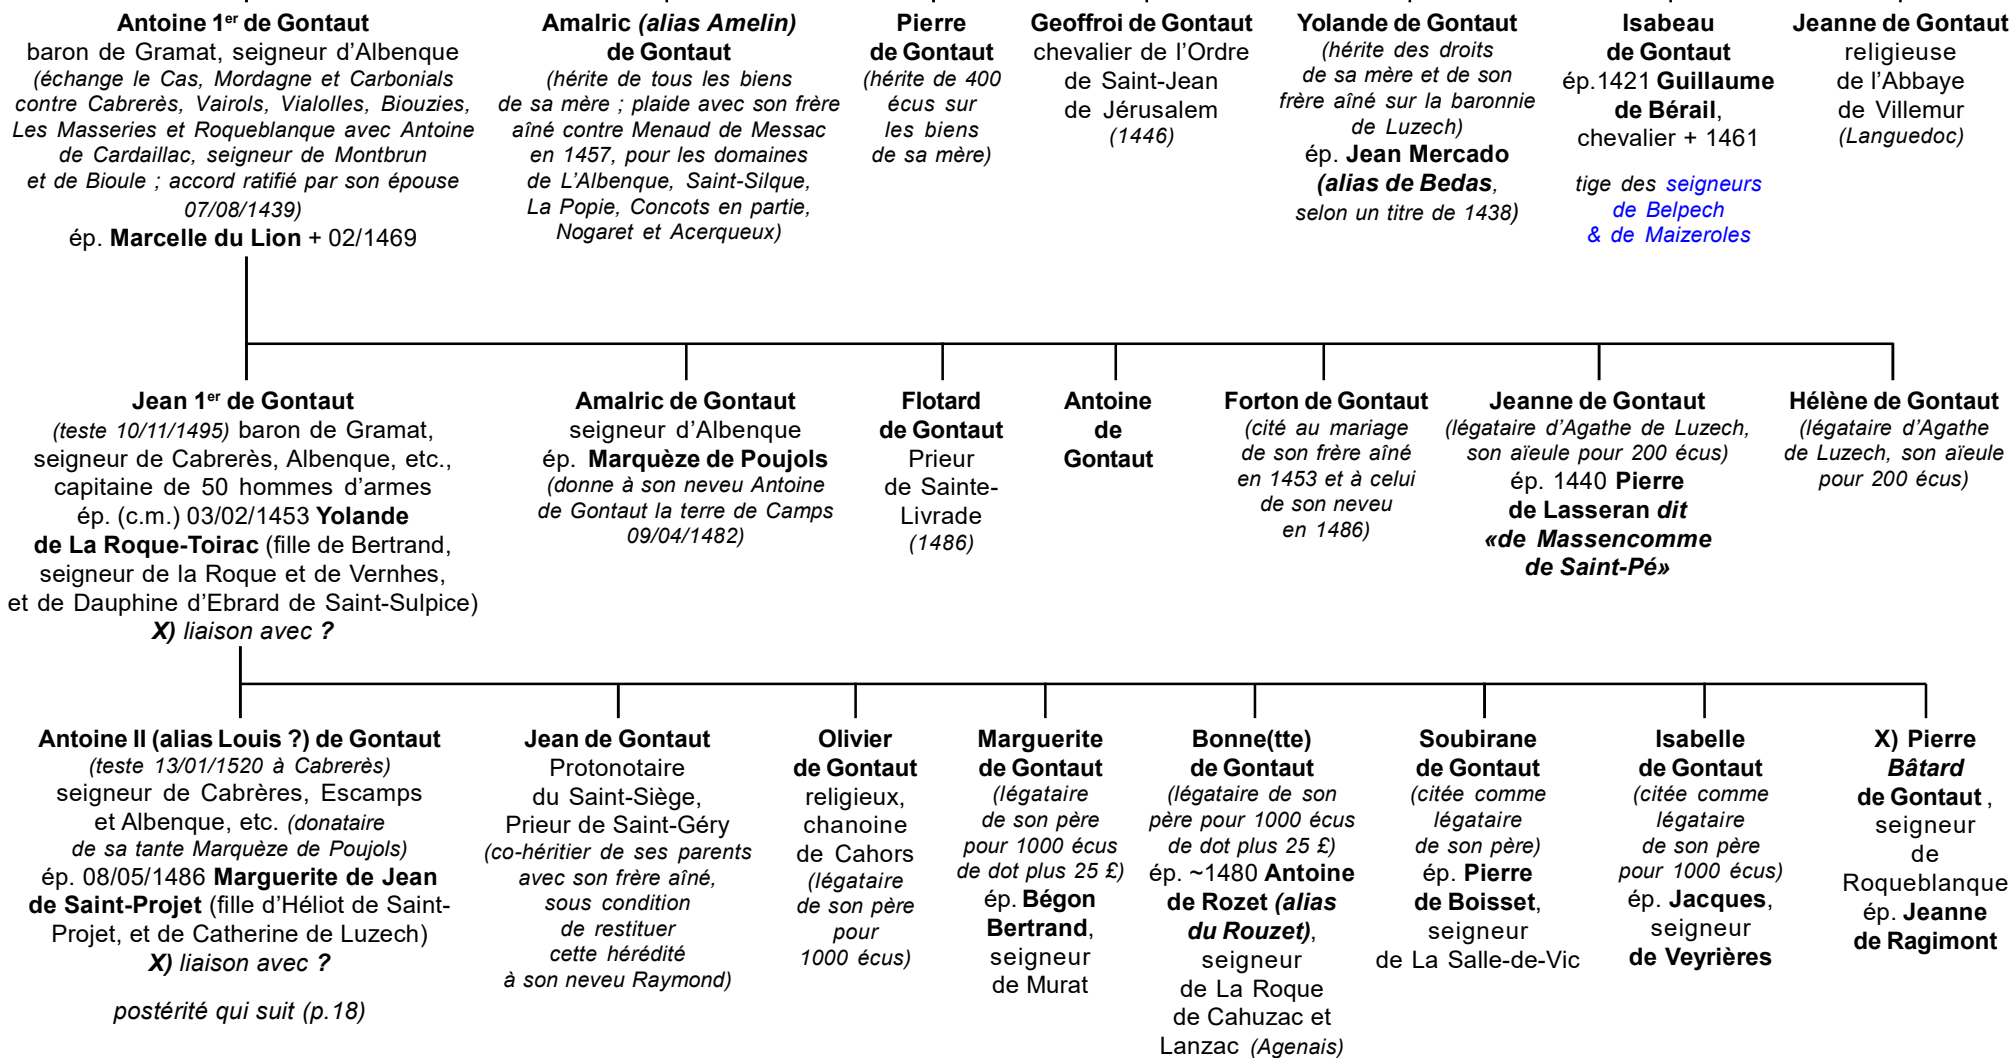 Antoine 1er de Gontaut
baron de Gramat, seigneur d’Albenque
(échange le Cas, Mordagne et Carbonials
contre Cabrerès, Vairols, Vialolles, Biouzies,
Les Masseries et Roqueblanque avec Antoine
de Cardaillac, seigneur de Montbrun
et de Bioule ; accord ratifié par son épouse
07/08/1439)
ép. Marcelle du Lion + 02/1469
Amalric (alias Amelin)
de Gontaut
(hérite de tous les biens
de sa mère ; plaide avec son frère
aîné contre Menaud de Messac
en 1457, pour les domaines
de L’Albenque, Saint-Silque,
La Popie, Concots en partie,
Nogaret et Acerqueux)
Pierre
de Gontaut
(hérite de 400
écus sur
les biens
de sa mère)
Geoffroi de Gontaut
chevalier de l’Ordre
de Saint-Jean
de Jérusalem
(1446)
Yolande de Gontaut
(hérite des droits
de sa mère et de son
frère aîné sur la baronnie
de Luzech)
ép. Jean Mercado
(alias de Bedas,
selon un titre de 1438)
Isabeau
de Gontaut
ép.1421 Guillaume
de Bérail,
chevalier + 1461
tige des seigneurs
de Belpech
& de Maizeroles
Jeanne de Gontaut
religieuse
de l’Abbaye
de Villemur
(Languedoc)
Jean 1er de Gontaut
(teste 10/11/1495) baron de Gramat,
seigneur de Cabrerès, Albenque, etc.,
capitaine de 50 hommes d’armes
ép. (c.m.) 03/02/1453 Yolande
de La Roque-Toirac (fille de Bertrand,
seigneur de la Roque et de Vernhes,
et de Dauphine d’Ebrard de Saint-Sulpice)
X) liaison avec ?
Amalric de Gontaut
seigneur d’Albenque
ép. Marquèze de Poujols
(donne à son neveu Antoine
de Gontaut la terre de Camps
09/04/1482)
Flotard
de Gontaut
Prieur
de Sainte-
Livrade
(1486)
Antoine
de
Gontaut
Forton de Gontaut
(cité au mariage
de son frère aîné
en 1453 et à celui
de son neveu
en 1486)
Jeanne de Gontaut
(légataire d’Agathe de Luzech,
son aïeule pour 200 écus)
ép. 1440 Pierre
de Lasseran dit
«de Massencomme
de Saint-Pé»
Hélène de Gontaut
(légataire d’Agathe
de Luzech, son aïeule
pour 200 écus)
Antoine II (alias Louis ?) de Gontaut
(teste 13/01/1520 à Cabrerès)
seigneur de Cabrères, Escamps
et Albenque, etc. (donataire
de sa tante Marquèze de Poujols)
ép. 08/05/1486 Marguerite de Jean
de Saint-Projet (fille d’Héliot de Saint-
Projet, et de Catherine de Luzech)
X) liaison avec ?
postérité qui suit (p.18)
Jean de Gontaut
Protonotaire
du Saint-Siège,
Prieur de Saint-Géry
(co-héritier de ses parents
avec son frère aîné,
sous condition
de restituer
cette hérédité
à son neveu Raymond)
Olivier
de Gontaut
religieux,
chanoine
de Cahors
(légataire
de son père
pour
1000 écus)
Marguerite
de Gontaut
(légataire
de son père
pour 1000 écus
de dot plus 25 £)
ép. Bégon
Bertrand,
seigneur
de Murat
Bonne(tte)
de Gontaut
(légataire de son
père pour 1000 écus
de dot plus 25 £)
ép. ~1480 Antoine
de Rozet (alias
du Rouzet),
seigneur
de La Roque
de Cahuzac et
Lanzac (Agenais)
Soubirane
de Gontaut
(citée comme
légataire
de son père)
ép. Pierre
de Boisset,
seigneur
de La Salle-de-Vic
Isabelle
de Gontaut
(citée comme
légataire
de son père
pour 1000 écus)
ép. Jacques,
seigneur
de Veyrières
X) Pierre
Bâtard
de Gontaut ,
seigneur
de
Roqueblanque
ép. Jeanne
de Ragimont